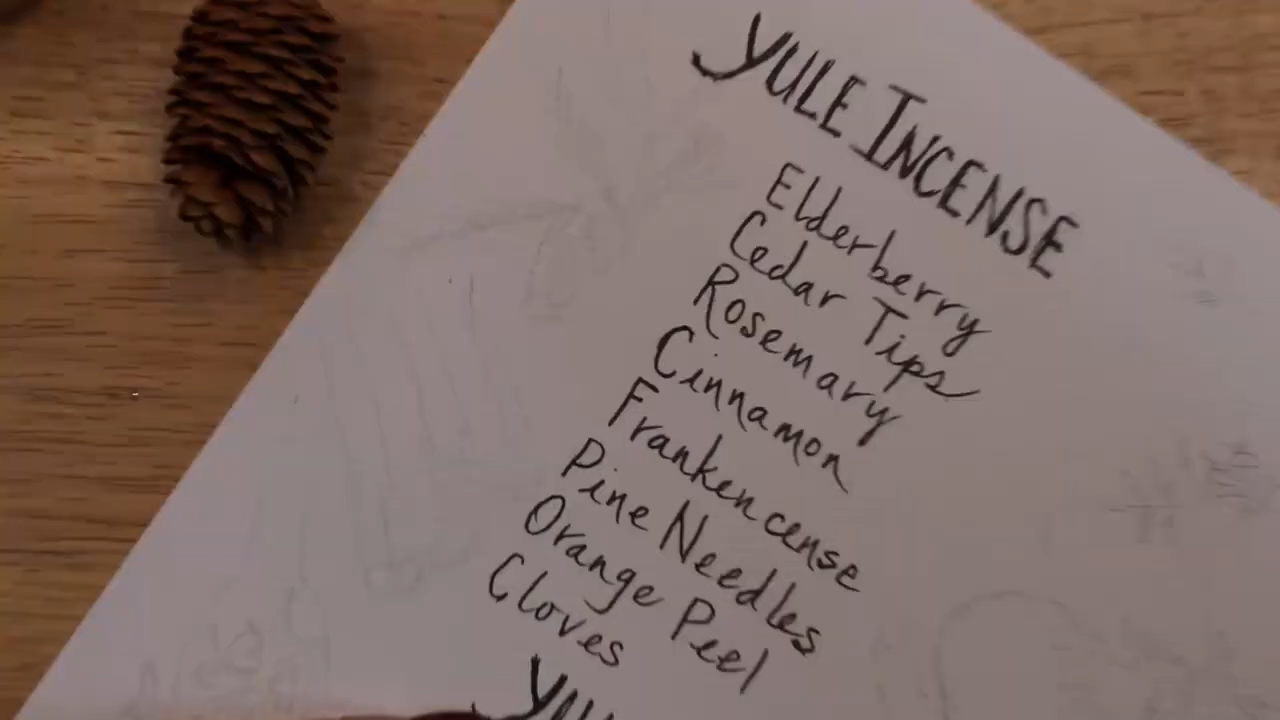 YULE INCENSE
Elderberry
Cedar Tips
Rosemary
Cinnamon
Frankencense
Pine Needles
Orange Peel
Cloves